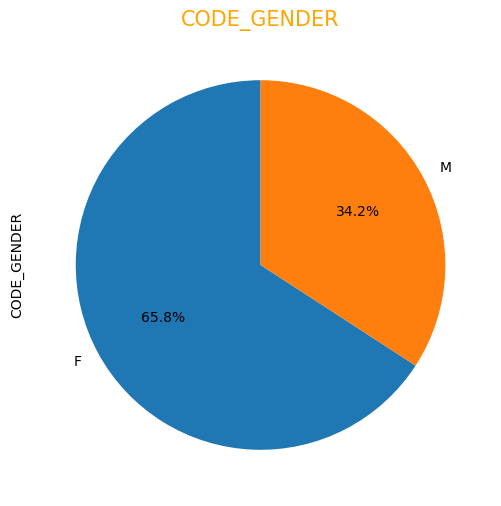 CODE_GENDER
M
34.2%
CODE_GENDER
65.8%
F